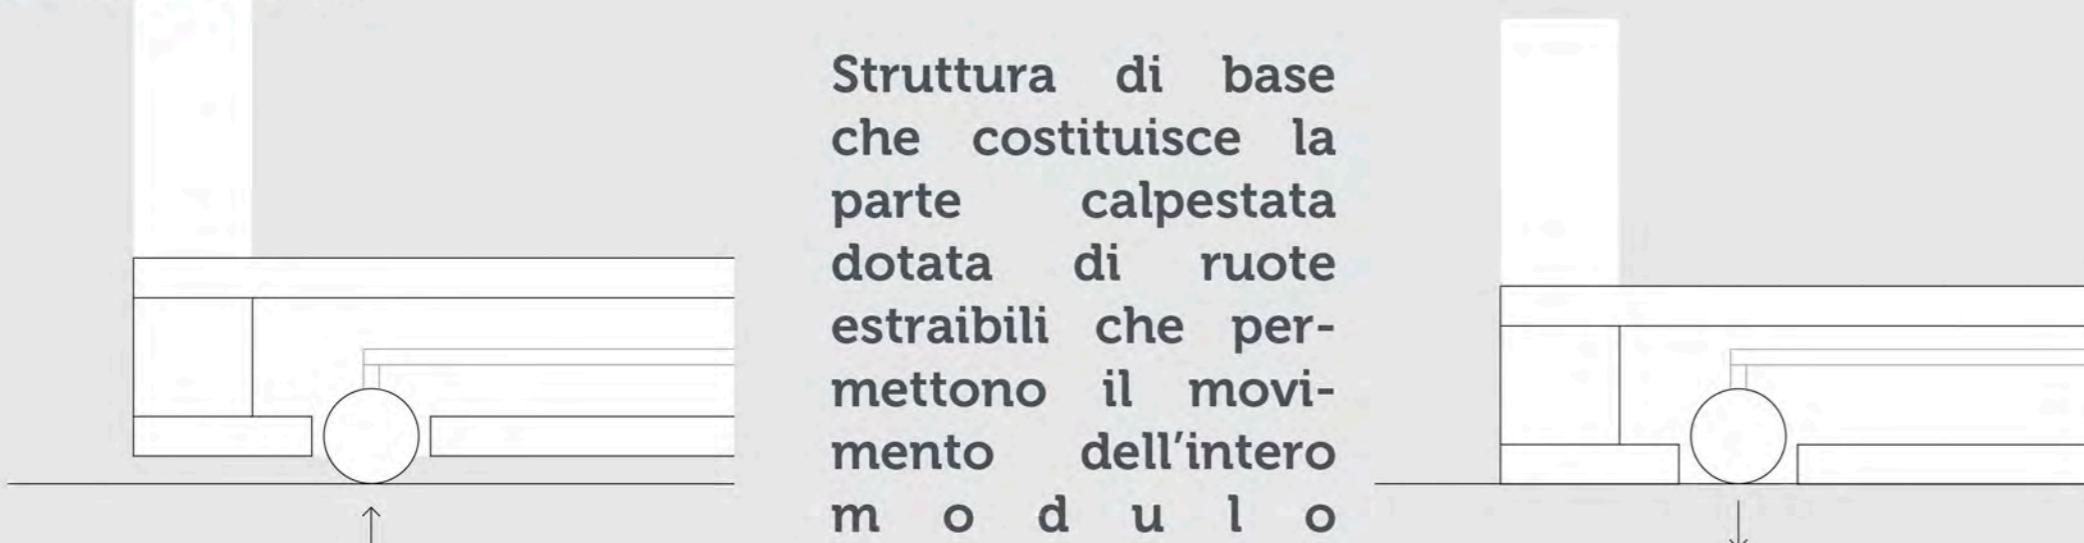 Struttura di base
che costituisce la
parte calpestata
dotata di ruote
estraibili che per-
mettono il movi-
mento dell'intero
m o d u l o